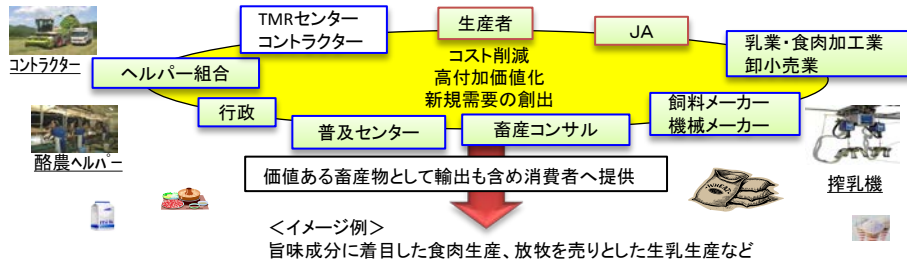 TMRセンター
コントラクター
生産者
JA
乳業・食肉加工業
卸小売業
コントラクター
ヘルパー組合
コスト削減
高付加価値化
新規需要の創出
行政
普及センター
畜産コンサル
飼料メーカー
機械メーカー
酪農ヘルパー
価値ある畜産物として輸出も含め消費者へ提供
搾乳機
WHEAT
milk
<イメージ例>
旨味成分に着目した食肉生産、放牧を売りとした生乳生産など